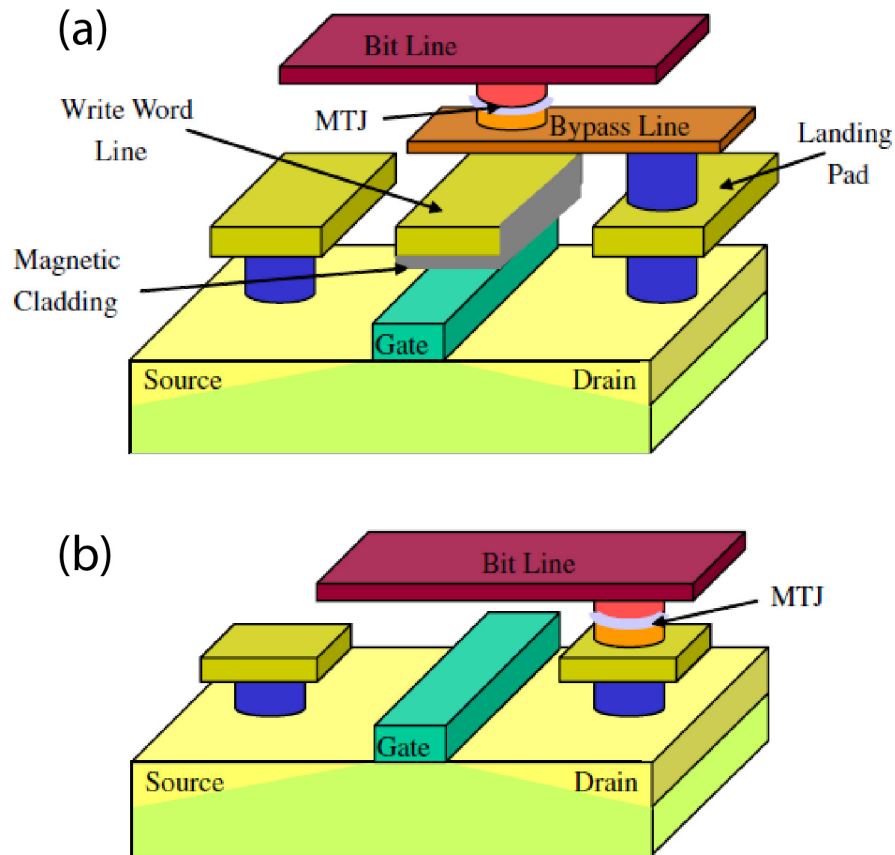 (a)
Bit Line
Write Word
Line
MTJ
Bypass Line
Landing
Pad
Magnetic
Cladding
Gate
Source
Drain
(b)
Bit Line
MTJ
Gate
Source
Drain